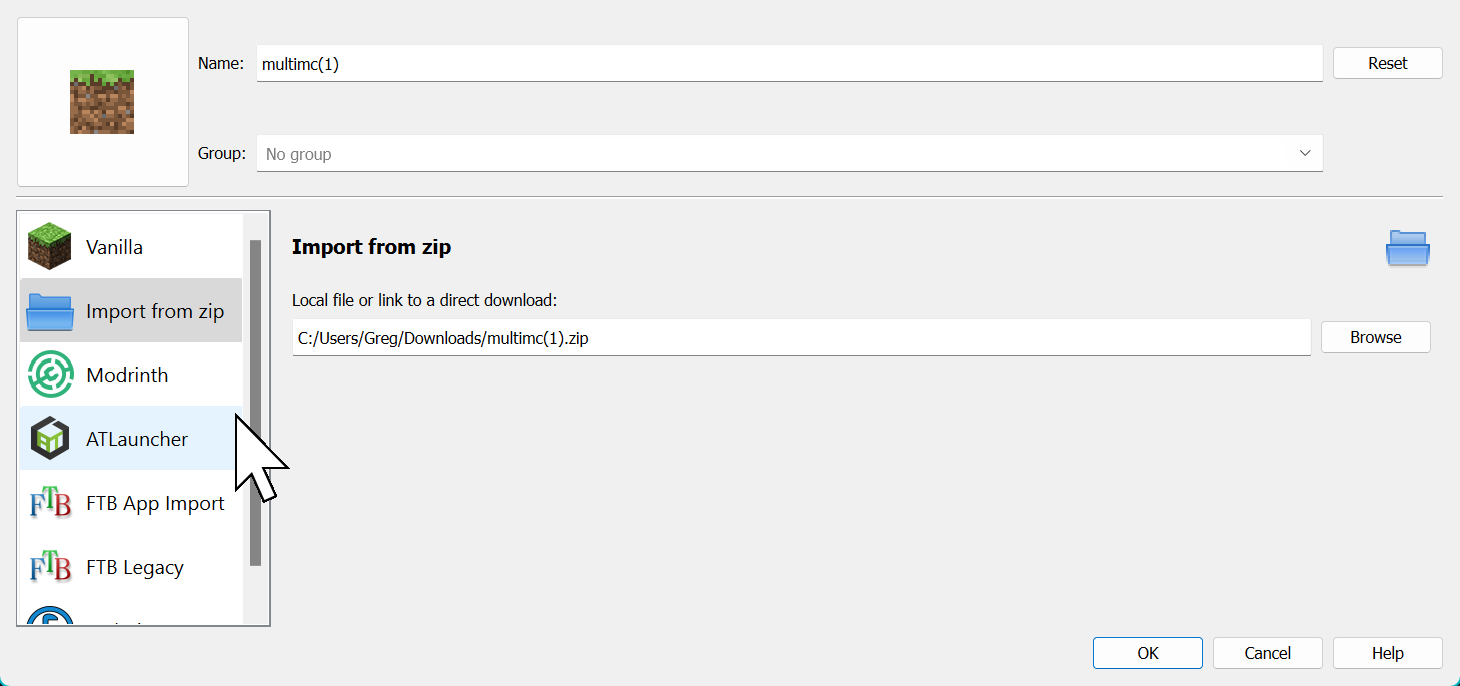 Name: multimc(1) Reset
Group: No group
Vanilla
Import from zip
Modrinth
ATLauncher
FTB App Import
FTB Legacy
Import from zip
Local file or link to a direct download:
C:/Users/Greg/Downloads/multimc(1).zip Browse
OK Cancel Help